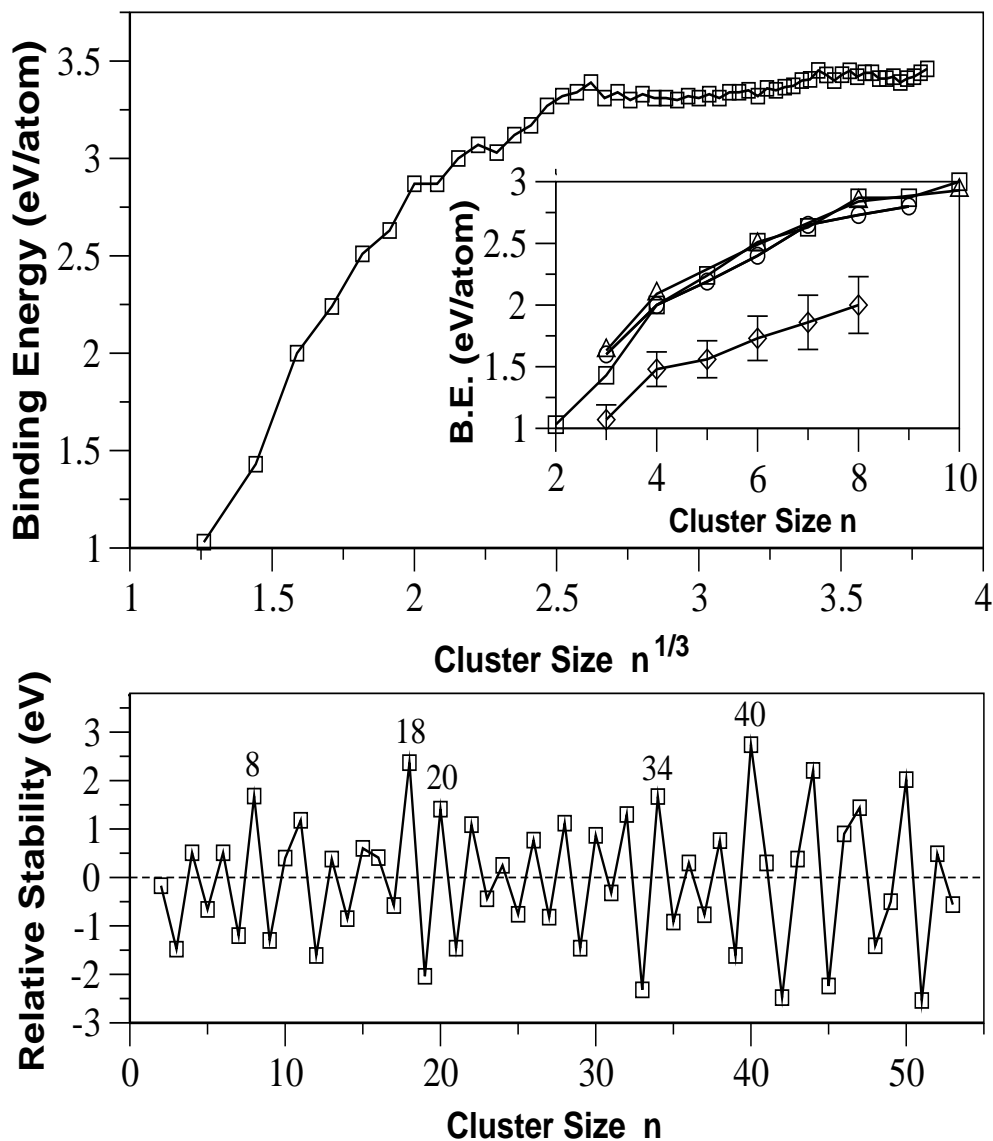 Binding Energy (eV/atom)
3.5
3
2.5
2
1.5
1
1 1.5 2 2.5 3 3.5 4
Cluster Size n 1/3
B.E. (eV/atom)
3
2.5
2
1.5
1
2 4 6 8 10
Cluster Size n
Relative Stability (eV)
3
2
1
0
-1
-2
-3
8 18 20 34 40
0 10 20 30 40 50
Cluster Size n